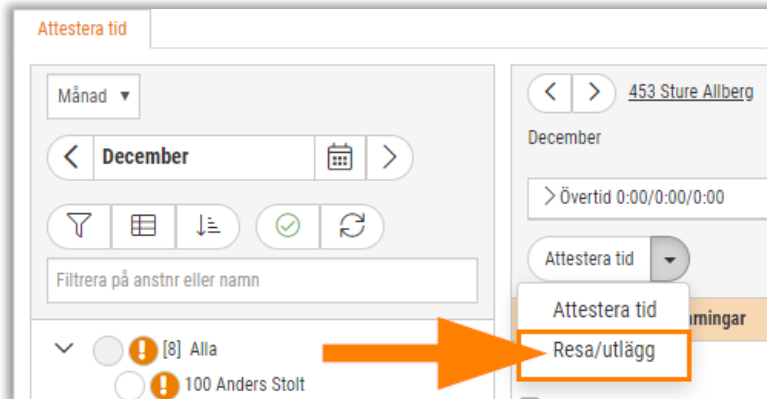 Attestera tid
Månad
December
Filtrera på anstnr eller namn
[8] Alla
100 Anders Stolt
453 Sture Allberg
December
Övertid 0:00/0:00/0:00
Attestera tid
Attestera tid
Resa/utlägg